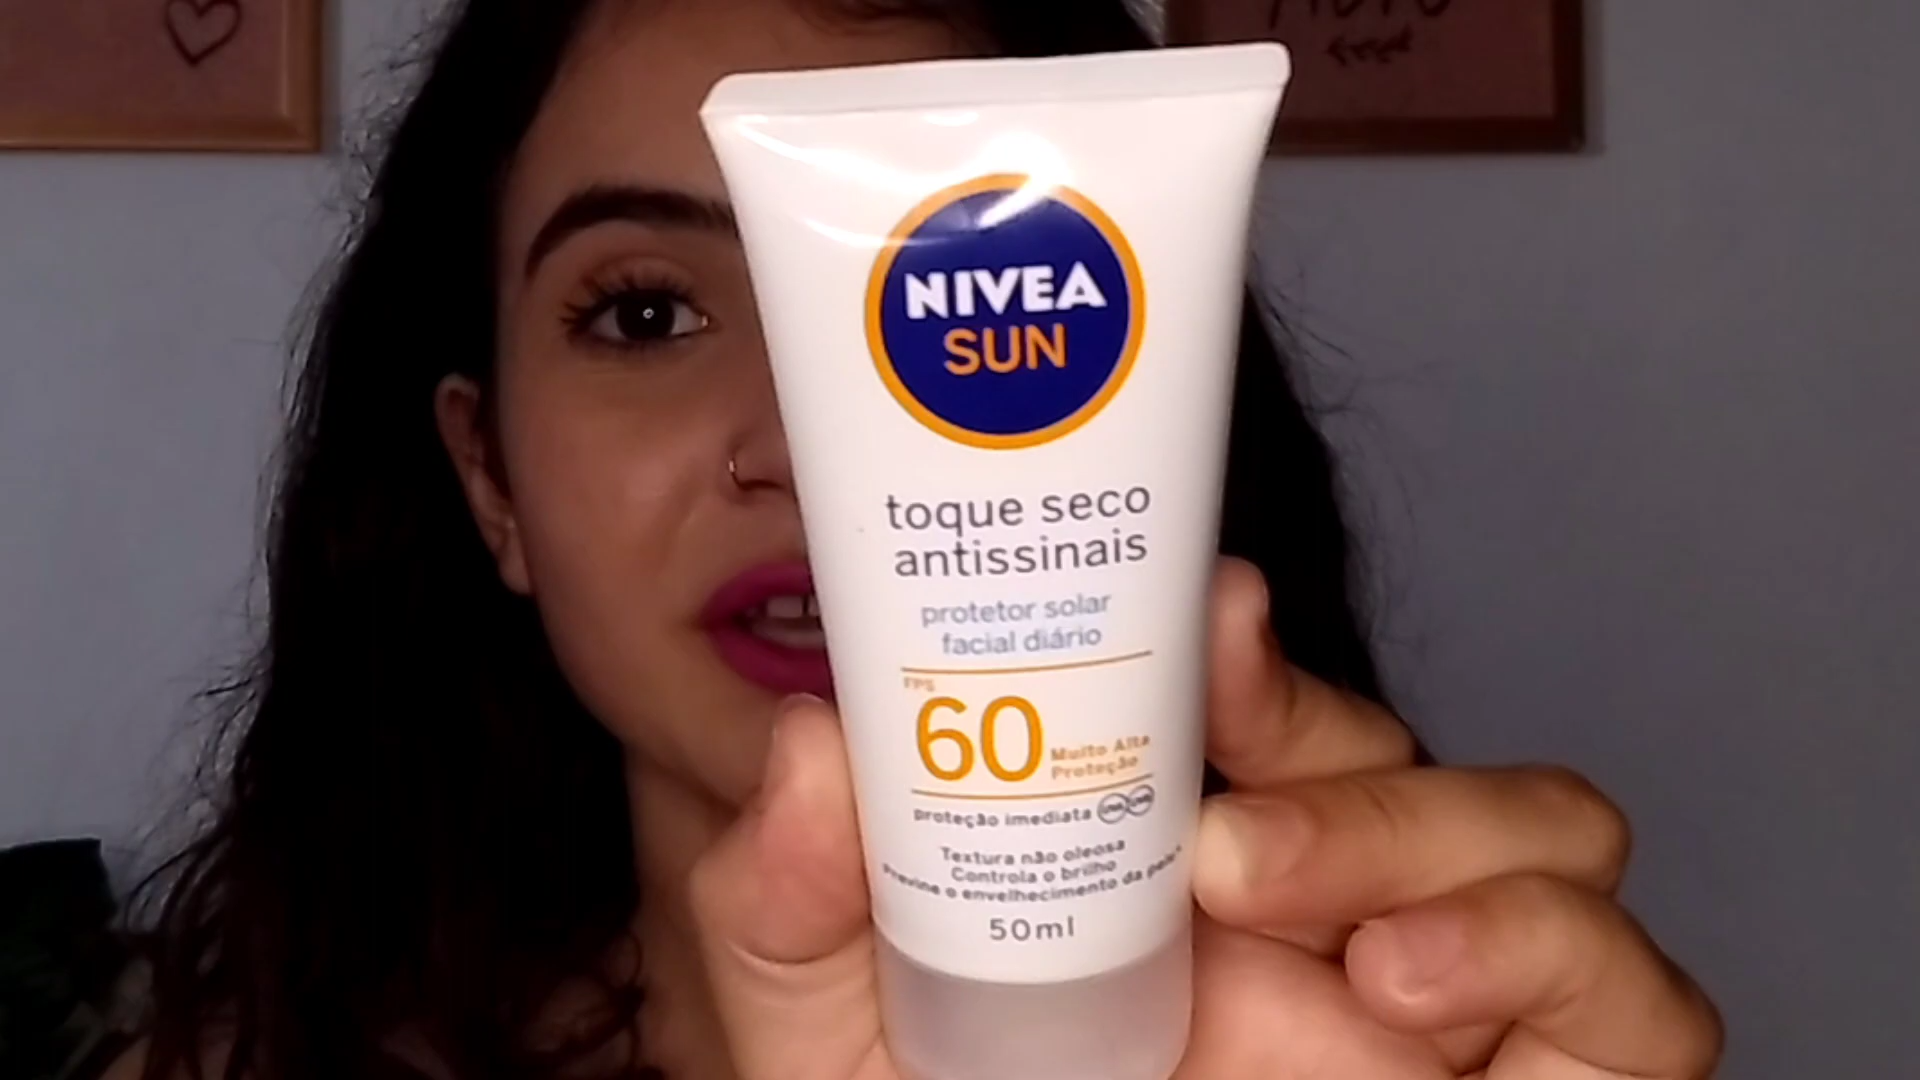 NIVEA
SUN
toque seco
antissinais
protetor solar
facial diário
FPS
60
Muito Alta
Proteção
proteção imediata
Textura não oleosa
Controla o brilho
Previne o envelhecimento da pele*
50ml